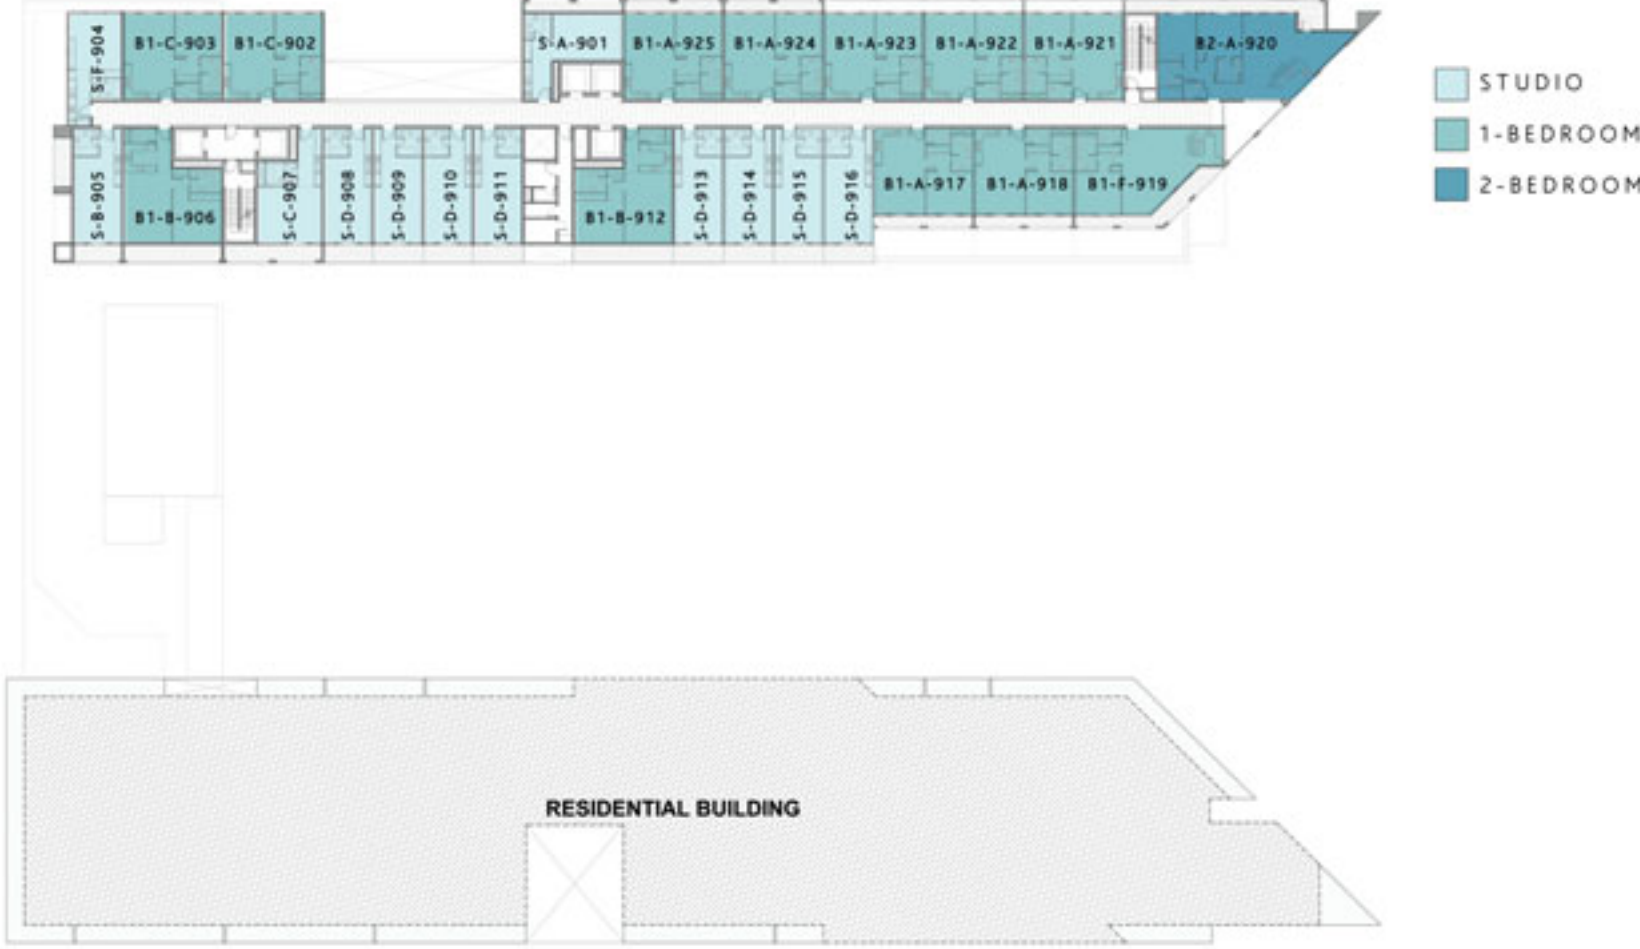 S-F-904
B1-C-903
B1-C-902
S-A-901
B1-A-925
B1-A-924
B1-A-923
B1-A-922
B1-A-921
B2-A-920
STUDIO
1-BEDROOM
2-BEDROOM
S-B-905
B1-B-906
S-C-907
S-D-908
S-D-909
S-D-910
S-D-911
B1-B-912
S-D-913
S-D-914
S-D-915
S-D-916
B1-A-917
B1-A-918
B1-F-919
RESIDENTIAL BUILDING